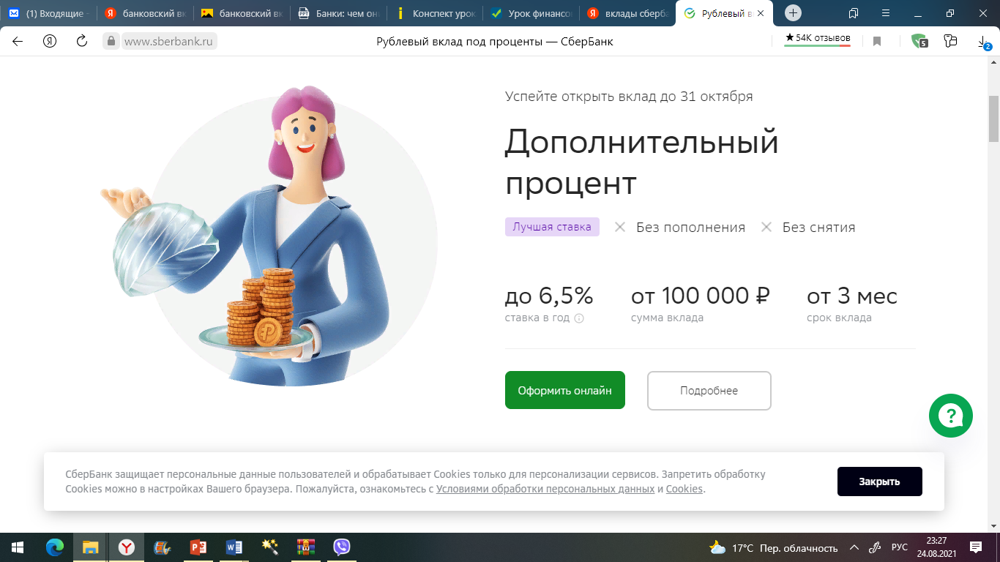 (1) Входящие -
банковский вк
банковский вк
Банки: чем он
Конспект урок
Урок финансо
вклады сберба
Рублевый в
www.sberbank.ru
Рублевый вклад под проценты — СберБанк
★54K отзывов
5
2
Успейте открыть вклад до 31 октября
Дополнительный
процент
Лучшая ставка
Без пополнения
Без снятия
до 6,5%
от 100 000 ₽
от 3 мес
ставка в год
сумма вклада
срок вклада
Оформить онлайн
Подробнее
СберБанк защищает персональные данные пользователей и обрабатывает Cookies только для персонализации сервисов. Запретить обработку
Cookies можно в настройках Вашего браузера. Пожалуйста, ознакомьтесь с Условиями обработки персональных данных и Cookies.
Закрыть
17°C Пер. облачность
РУС
23:27
24.08.2021